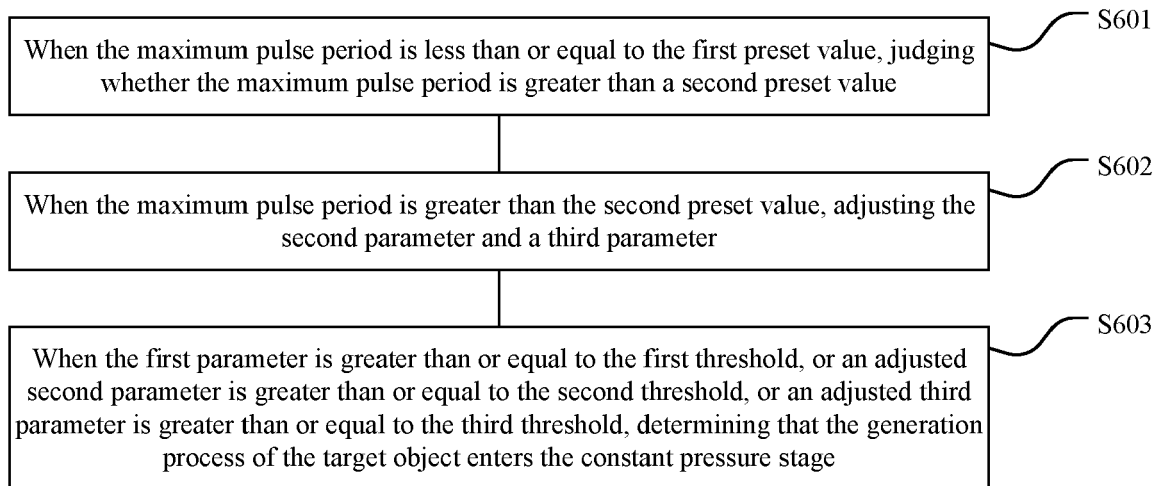 S601
When the maximum pulse period is less than or equal to the first preset value, judging
whether the maximum pulse period is greater than a second preset value
S602
When the maximum pulse period is greater than the second preset value, adjusting the
second parameter and a third parameter
S603
When the first parameter is greater than or equal to the first threshold, or an adjusted
second parameter is greater than or equal to the second threshold, or an adjusted third
parameter is greater than or equal to the third threshold, determining that the generation
process of the target object enters the constant pressure stage